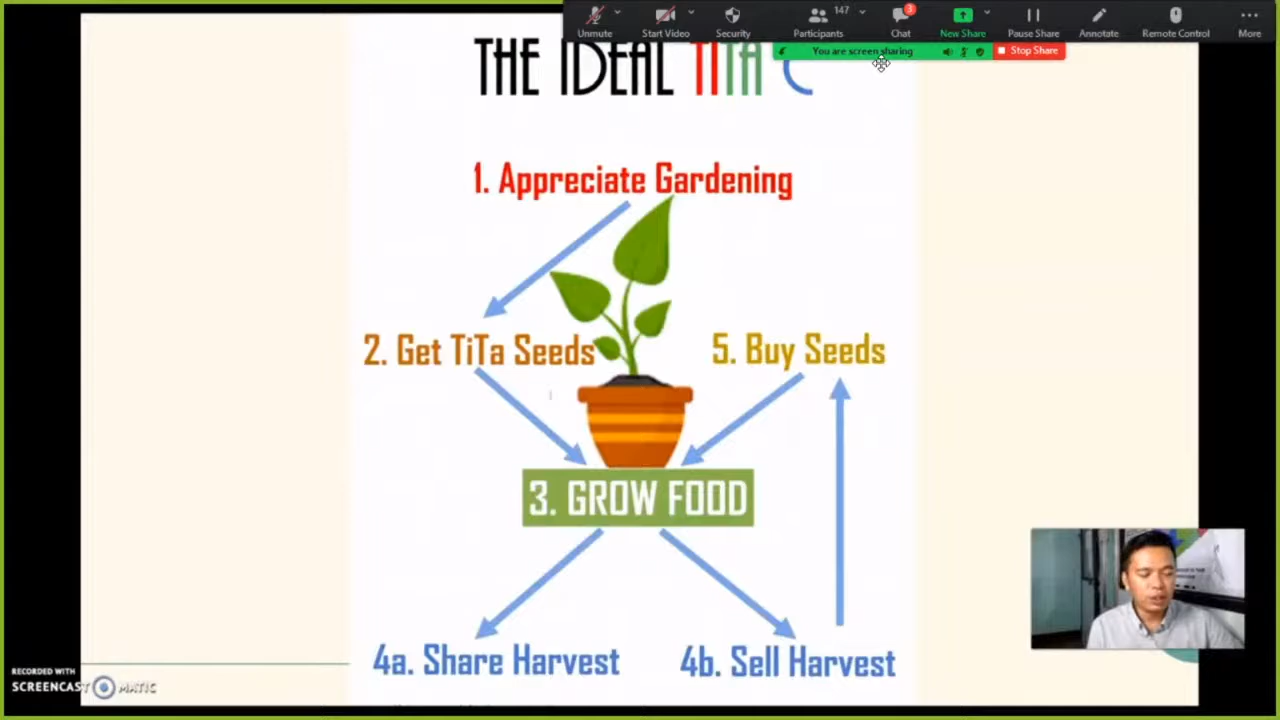 147
3
Unmute
Start Video
Security
Participants
Chat
New Share
Pause Share
Annotate
Remote Control
More
You are screen sharing
Stop Share
THE IDEAL TITA C
1. Appreciate Gardening
2. Get TiTa Seeds
5. Buy Seeds
3. GROW FOOD
4a. Share Harvest
4b. Sell Harvest
RECORDED WITH
SCREENCAST MATIC